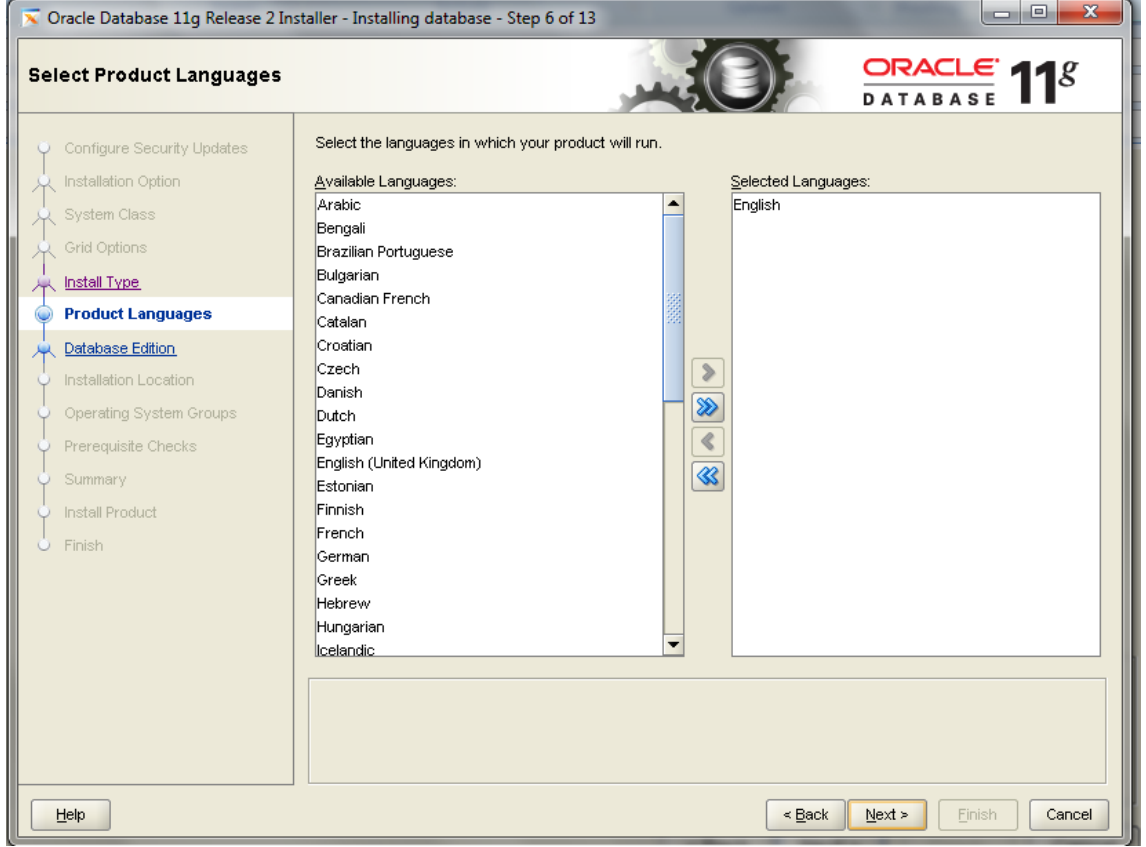 Oracle Database 11g Release 2 Installer - Installing database - Step 6 of 13
Select Product Languages
ORACLE 11g
DATABASE
Configure Security Updates
Installation Option
System Class
Grid Options
Install Type
Product Languages
Database Edition
Installation Location
Operating System Groups
Prerequisite Checks
Summary
Install Product
Finish
Select the languages in which your product will run.
Available Languages:
Arabic
Bengali
Brazilian Portuguese
Bulgarian
Canadian French
Catalan
Croatian
Czech
Danish
Dutch
Egyptian
English (United Kingdom)
Estonian
Finnish
French
German
Greek
Hebrew
Hungarian
Icelandic
Selected Languages:
English
Help
< Back
Next >
Finish
Cancel